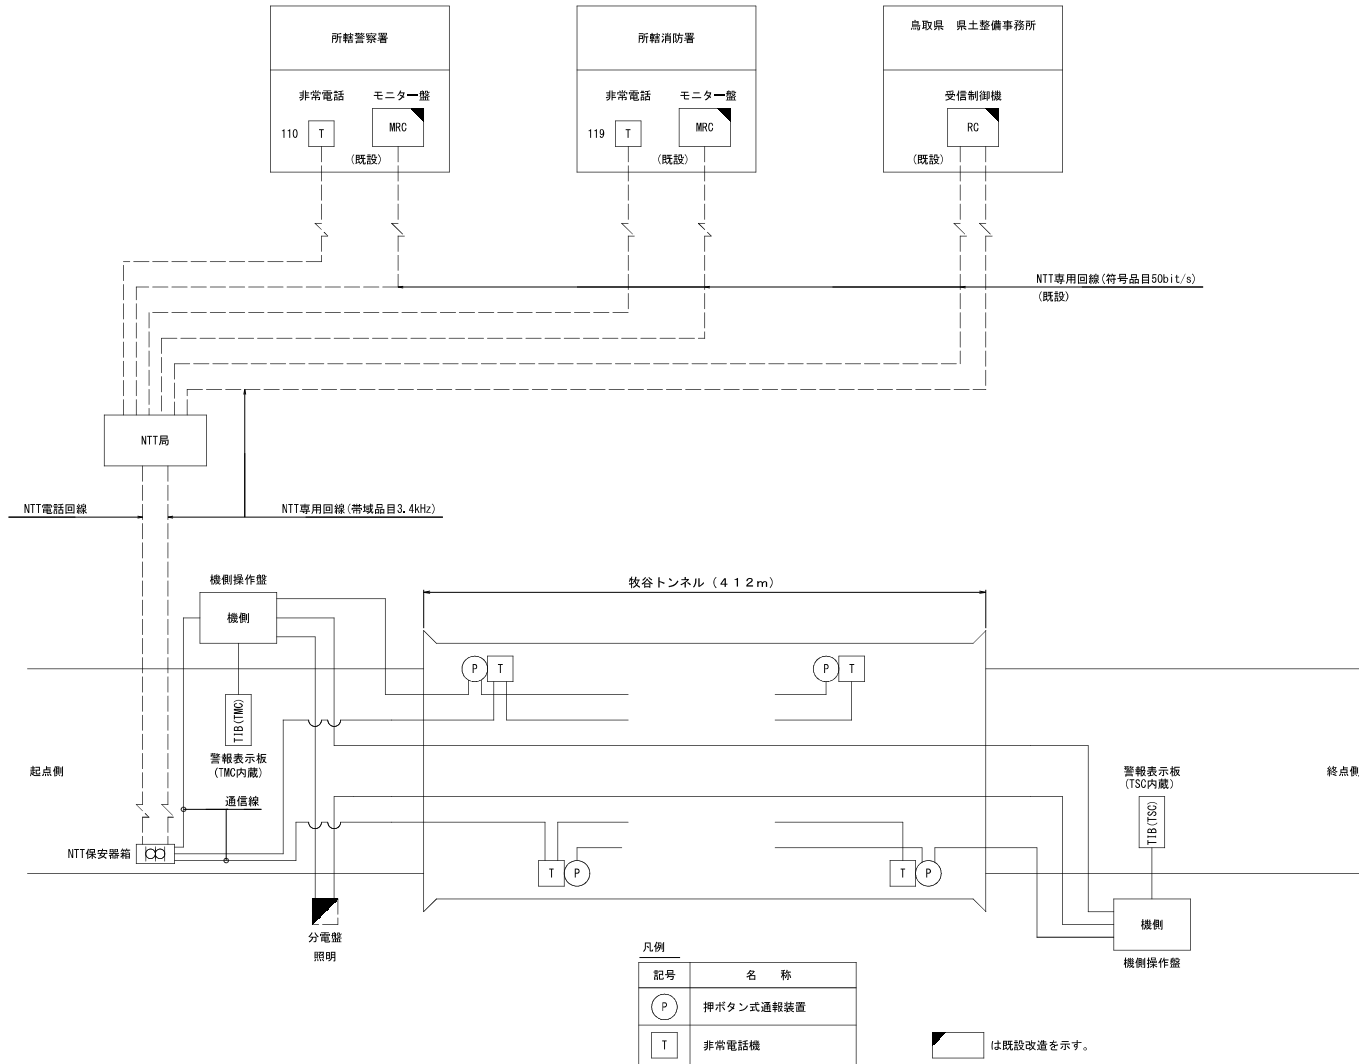 所轄警察署
所轄消防署
鳥取県　県土整備事務所
非常電話　モニター盤
非常電話　モニター盤
受信制御機
110 T MRC
119 T MRC
RC
(既設)
(既設)
(既設)
NTT専用回線(符号品目50bit/s)
(既設)
NTT局
NTT電話回線
NTT専用回線(帯域品目3.4kHz)
機側操作盤
牧谷トンネル（４１２ｍ）
機側
P T
P T
TIB(TMC)
警報表示板
(TMC内蔵)
起点側
警報表示板
(TSC内蔵)
終点側
通信線
TIB(TSC)
NTT保安器箱
T P
T P
機側
分電盤
照明
機側操作盤
凡例
記号　名　称
P 押ボタン式通報装置
T 非常電話機
は既設改造を示す。